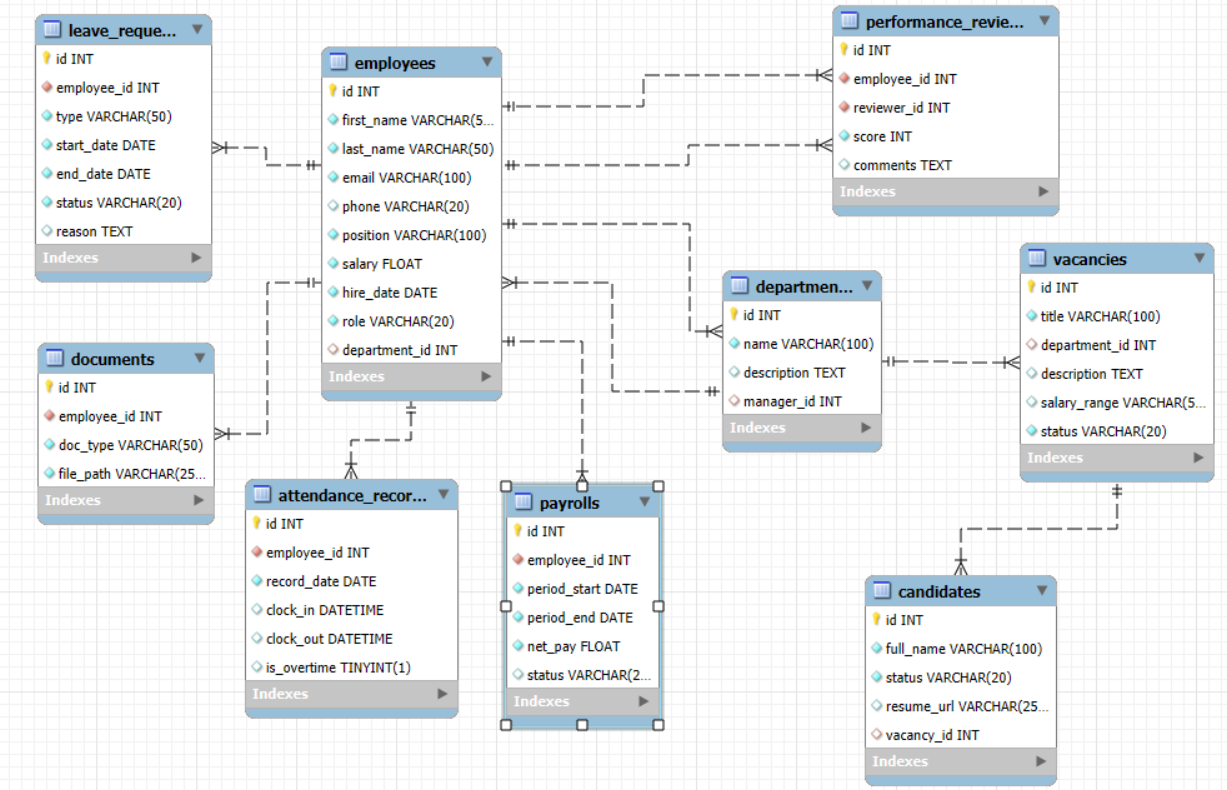 leave_reque...
id INT
employee_id INT
type VARCHAR(50)
start_date DATE
end_date DATE
status VARCHAR(20)
reason TEXT
Indexes
employees
id INT
first_name VARCHAR(5...
last_name VARCHAR(50)
email VARCHAR(100)
phone VARCHAR(20)
position VARCHAR(100)
salary FLOAT
hire_date DATE
role VARCHAR(20)
department_id INT
Indexes
performance_revie...
id INT
employee_id INT
reviewer_id INT
score INT
comments TEXT
Indexes
departmen...
id INT
name VARCHAR(100)
description TEXT
manager_id INT
Indexes
vacancies
id INT
title VARCHAR(100)
department_id INT
description TEXT
salary_range VARCHAR(5...
status VARCHAR(20)
Indexes
documents
id INT
employee_id INT
doc_type VARCHAR(50)
file_path VARCHAR(25...
Indexes
attendance_recor...
id INT
employee_id INT
record_date DATE
clock_in DATETIME
clock_out DATETIME
is_overtime TINYINT(1)
Indexes
payrolls
id INT
employee_id INT
period_start DATE
period_end DATE
net_pay FLOAT
status VARCHAR(2...
Indexes
candidates
id INT
full_name VARCHAR(100)
status VARCHAR(20)
resume_url VARCHAR(25...
vacancy_id INT
Indexes